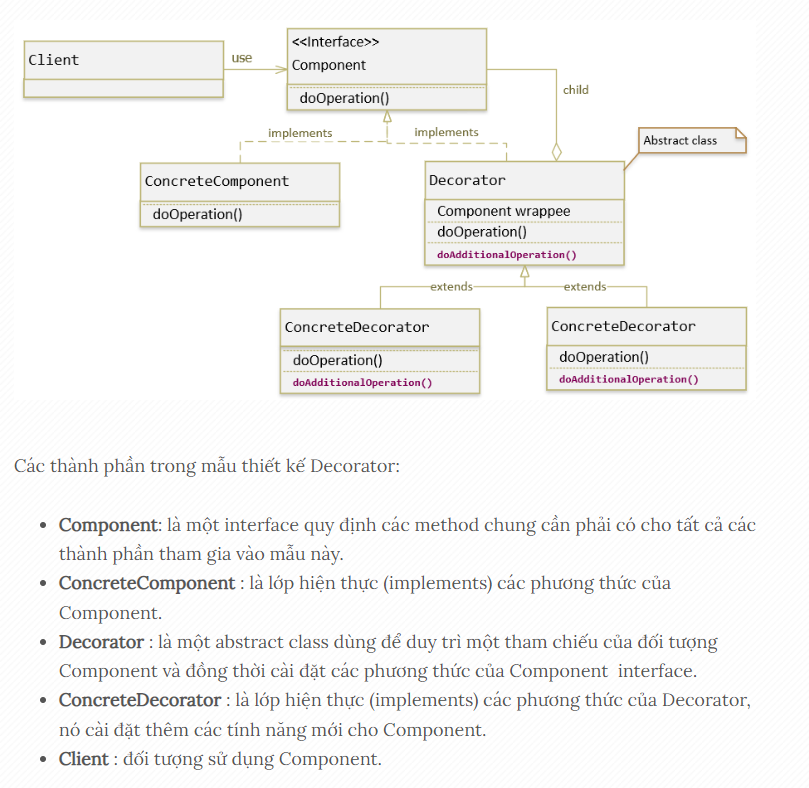 Client
use
<<Interface>>
Component
doOperation()
child
implements
implements
Abstract class
ConcreteComponent
doOperation()
Decorator
Component wrappee
doOperation()
doAdditionalOperation()
extends
extends
ConcreteDecorator
doOperation()
doAdditionalOperation()
ConcreteDecorator
doOperation()
doAdditionalOperation()
Các thành phần trong mẫu thiết kế Decorator:
• Component: là một interface quy định các method chung cần phải có cho tất cả các
thành phần tham gia vào mẫu này.
• ConcreteComponent : là lớp hiện thực (implements) các phương thức của
Component.
• Decorator : là một abstract class dùng để duy trì một tham chiếu của đối tượng
Component và đồng thời cài đặt các phương thức của Component interface.
• ConcreteDecorator : là lớp hiện thực (implements) các phương thức của Decorator,
nó cài đặt thêm các tính năng mới cho Component.
• Client : đối tượng sử dụng Component.